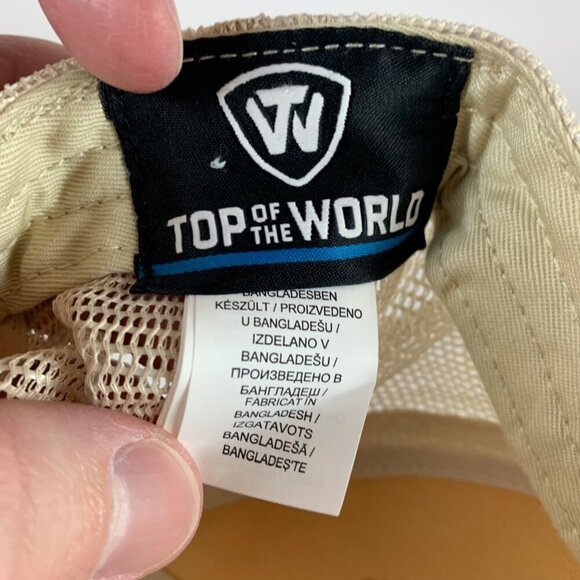 TW
TOP OF THE WORLD
BANGLADESBEN
KÉSZÜLT / PROIZVEDENO
U BANGLADEŠU /
IZDELANO V
BANGLADEŠU /
ПРОИЗВЕДЕНО В
БАНГЛАДЕШ /
FABRICAT ÎN
BANGLADESH /
IZGATAVOTS
BANGLADEŠĀ /
BANGLADEŞ'TE